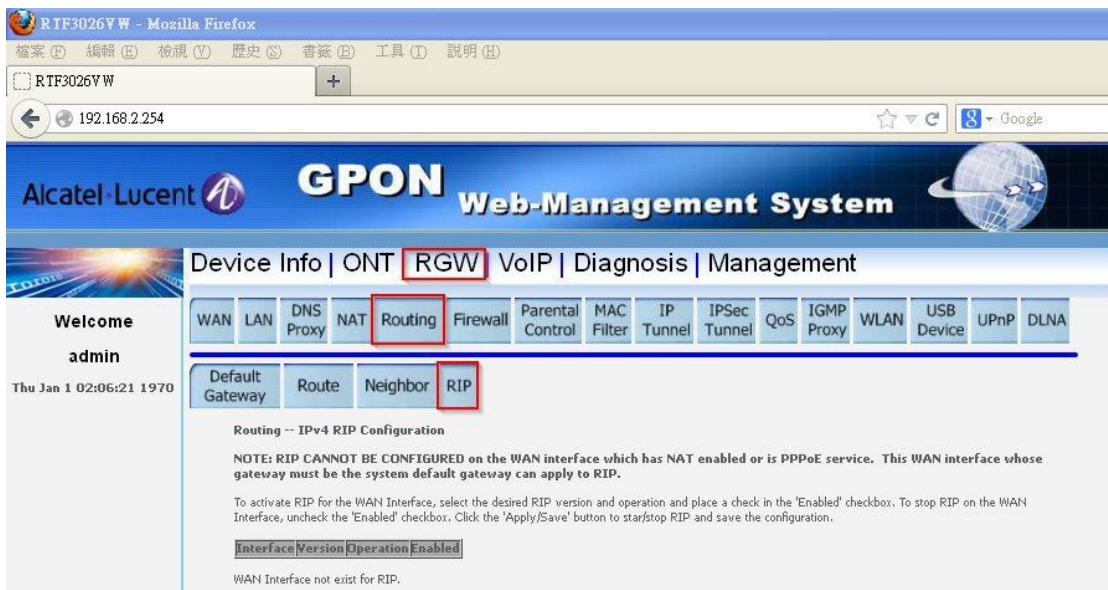 RTF3026VW - Mozilla Firefox
檔案(F) 編輯(E) 檢視(V) 歷史(S) 書籤(B) 工具(T) 說明(H)
RTF3026VW +
192.168.2.254 Google
Alcatel·Lucent GPON Web-Management System
Device Info | ONT | RGW | VoIP | Diagnosis | Management
Welcome
admin
Thu Jan 1 02:06:21 1970
WAN LAN DNS Proxy NAT Routing Firewall Parental Control MAC Filter IP Tunnel IPSec Tunnel QoS IGMP Proxy WLAN USB Device UPnP DLNA
Default Gateway Route Neighbor RIP
Routing -- IPv4 RIP Configuration
NOTE: RIP CANNOT BE CONFIGURED on the WAN interface which has NAT enabled or is PPPoE service. This WAN interface whose
gateway must be the system default gateway can apply to RIP.
To activate RIP for the WAN Interface, select the desired RIP version and operation and place a check in the 'Enabled' checkbox. To stop RIP on the WAN
Interface, uncheck the 'Enabled' checkbox. Click the 'Apply/Save' button to star/stop RIP and save the configuration.
Interface Version Operation Enabled
WAN Interface not exist for RIP.